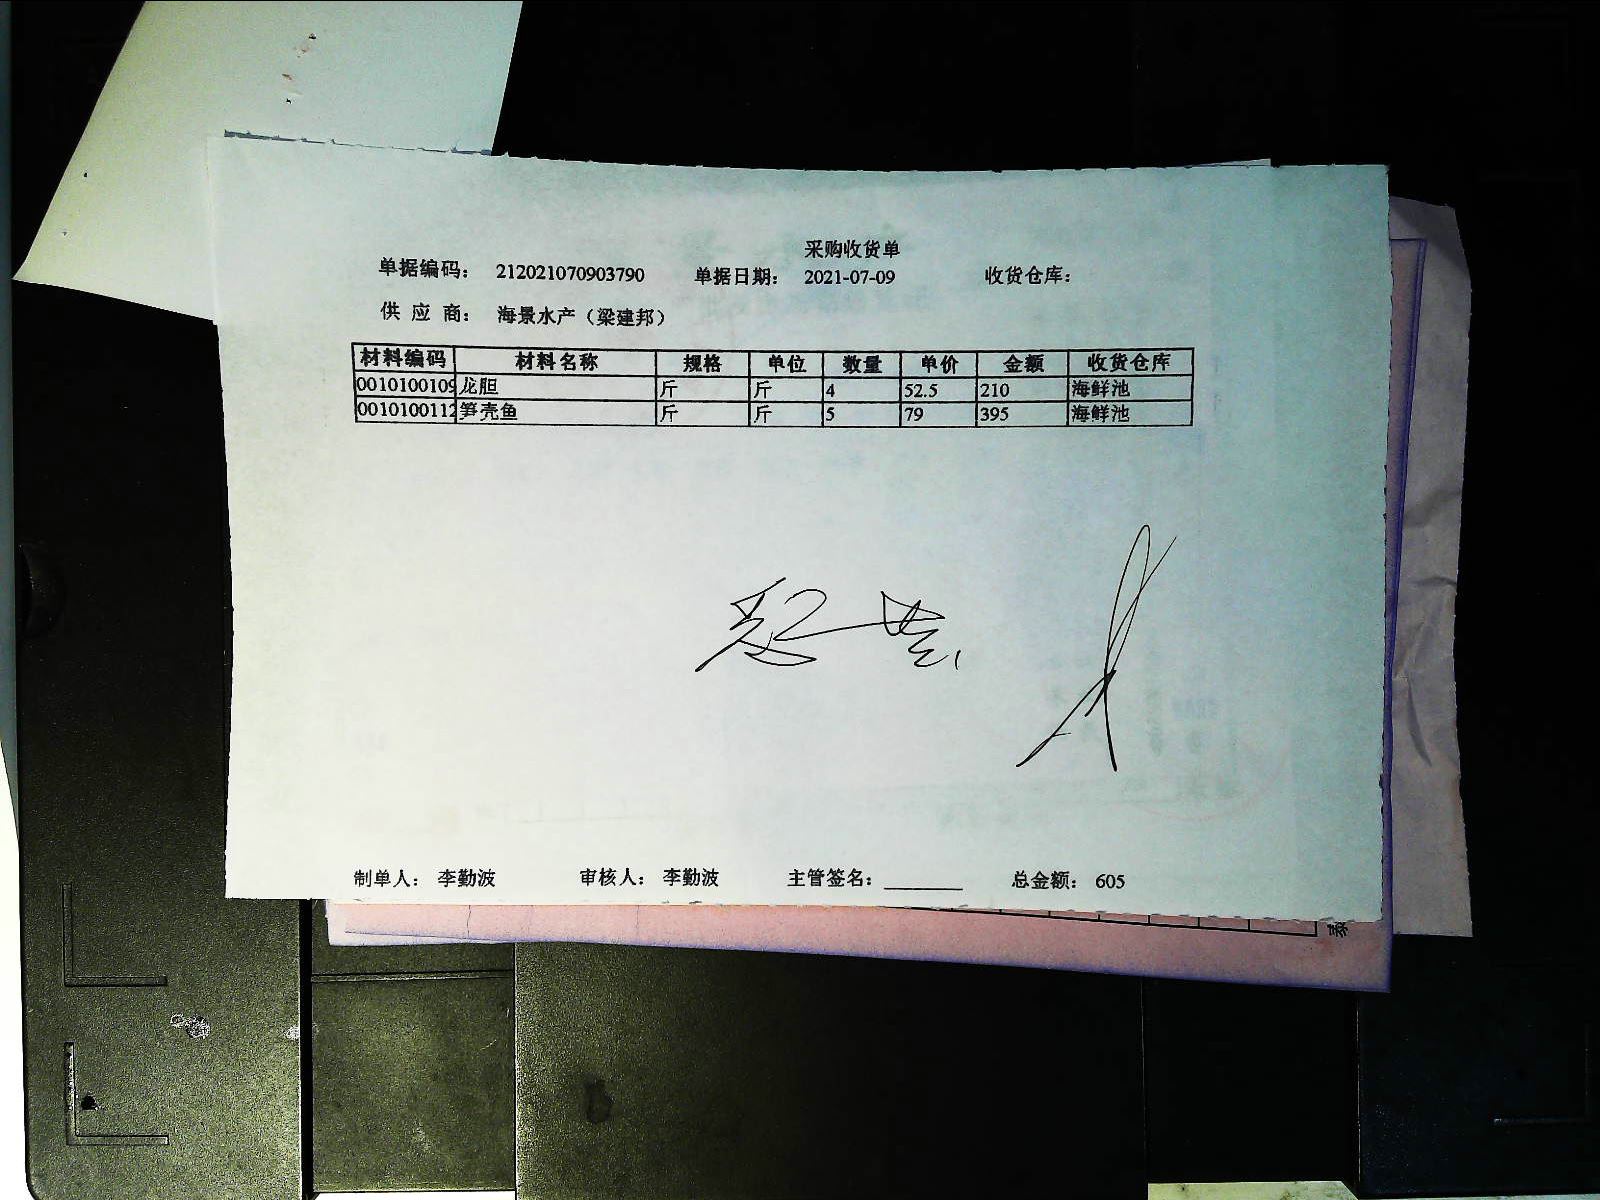 采购收货单
单据编码: 212021070903790 单据日期: 2021-07-09 收货仓库:
供 应 商: 海景水产（梁建邦）
材料编码 材料名称 规格 单位 数量 单价 金额 收货仓库
0010100109 龙胆 斤 斤 4 52.5 210 海鲜池
0010100112 笋壳鱼 斤 斤 5 79 395 海鲜池
制单人: 李勤波 审核人: 李勤波 主管签名: 总金额: 605